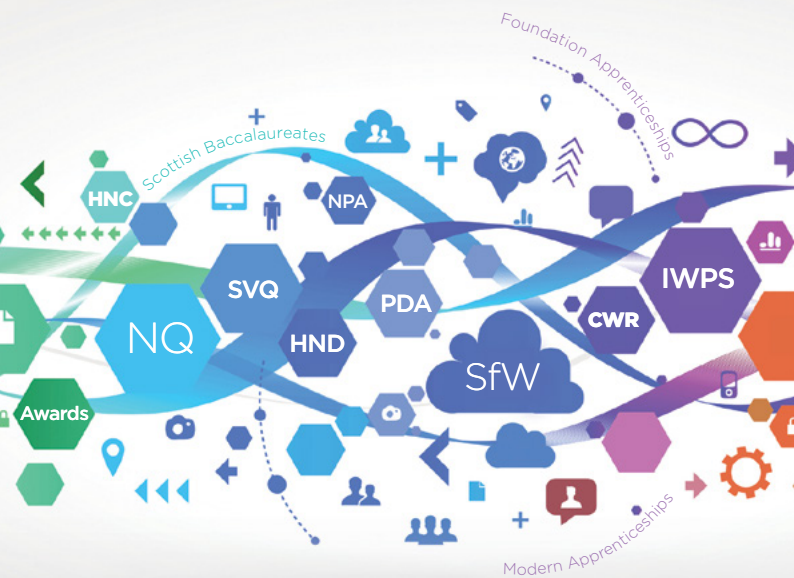 Foundation Apprenticeships
Scottish Baccalaureates
HNC
NPA
SVQ
IWPS
PDA
CWR
NQ
HND
SfW
Awards
Modern Apprenticeships